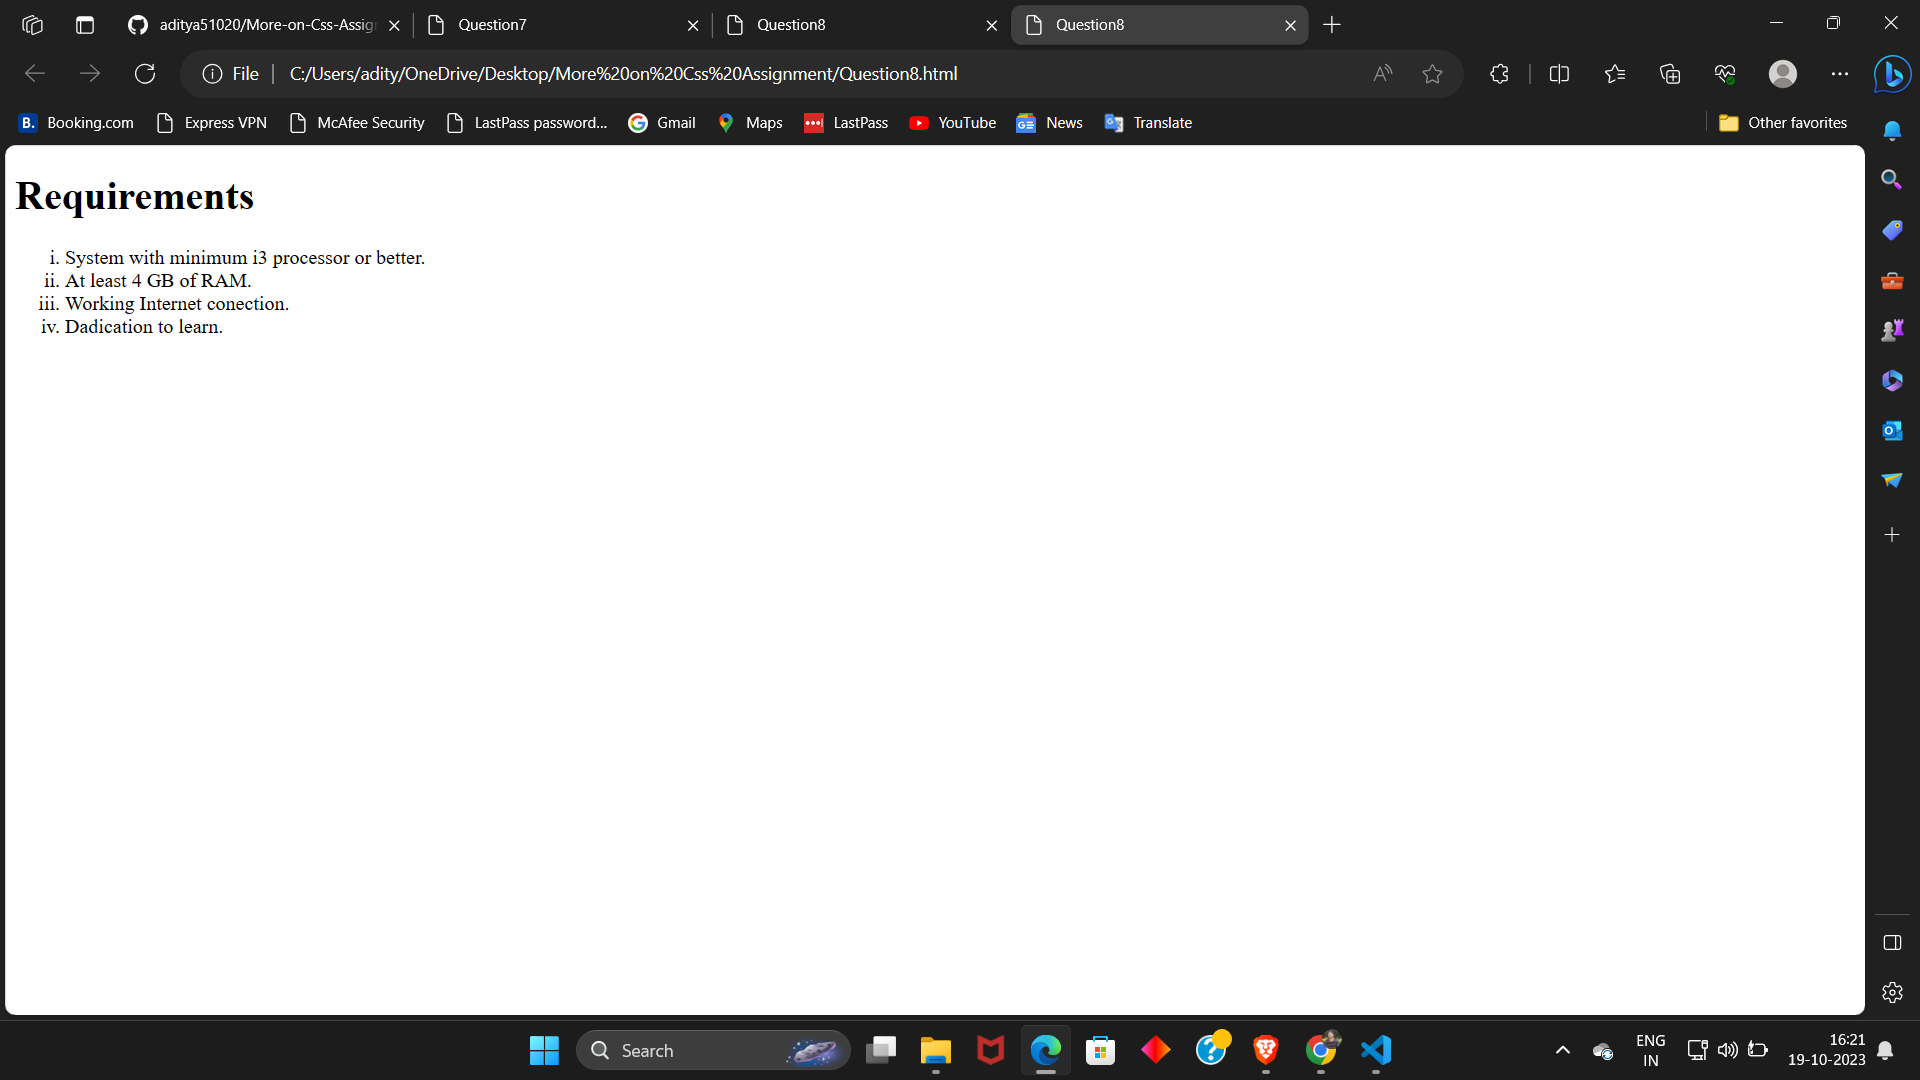 aditya51020/More-on-Css-Assig
Question7
Question8
Question8
File
C:/Users/adity/OneDrive/Desktop/More%20on%20Css%20Assignment/Question8.html
Booking.com
Express VPN
McAfee Security
LastPass password...
Gmail
Maps
LastPass
YouTube
News
Translate
Other favorites
Requirements
i. System with minimum i3 processor or better.
ii. At least 4 GB of RAM.
iii. Working Internet conection.
iv. Dadication to learn.
Search
ENG
IN
16:21
19-10-2023